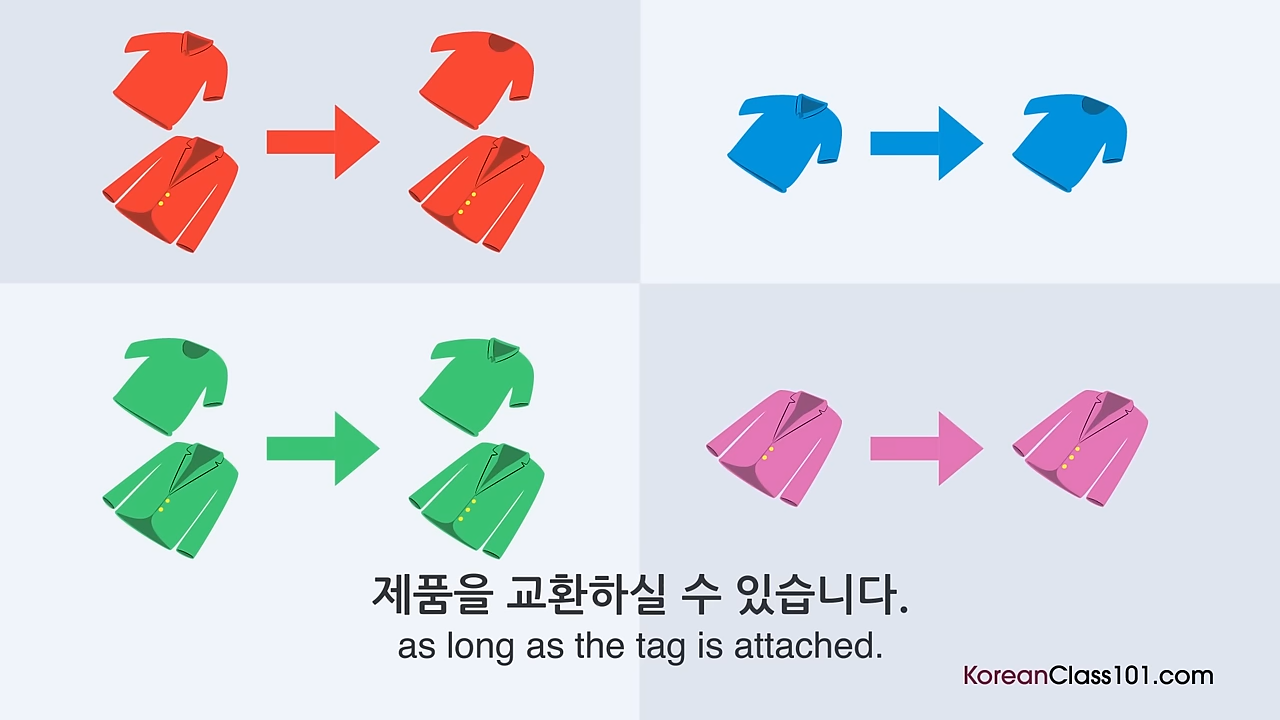 제품을 교환하실 수 있습니다.
as long as the tag is attached.
KoreanClass101.com